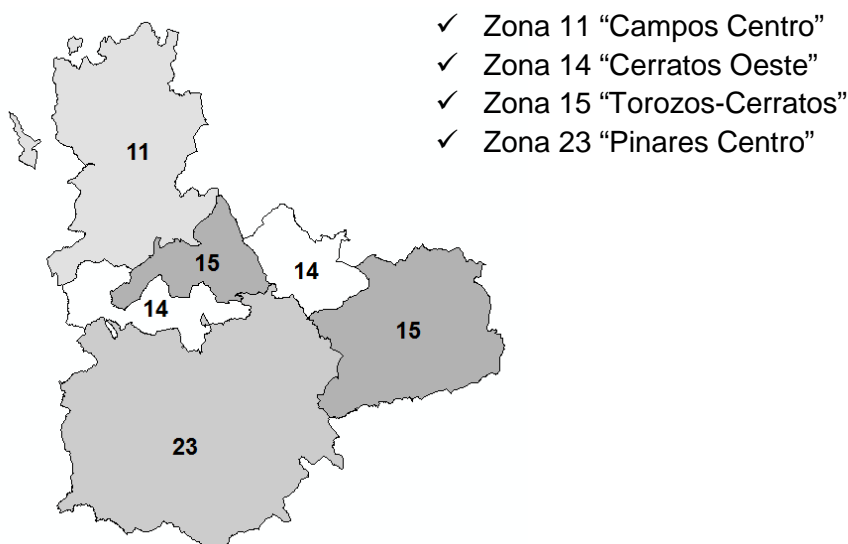 ✓ Zona 11 “Campos Centro”
✓ Zona 14 “Cerratos Oeste”
✓ Zona 15 “Torozos-Cerratos”
✓ Zona 23 “Pinares Centro”
11
15
14
14
15
23